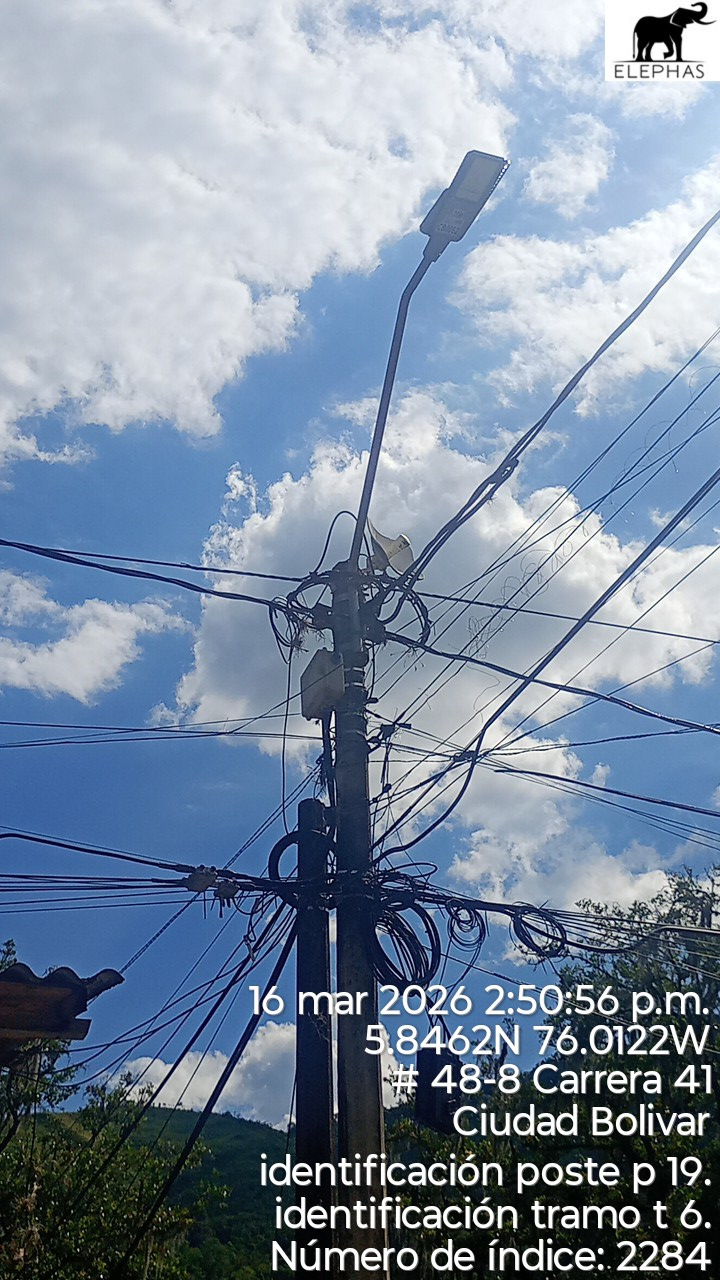 ELEPHAS
16 mar 2026 2:50:56 p.m.
5.8462N 76.0122W
# 48-8 Carrera 41
Ciudad Bolivar
identificación poste p 19.
identificación tramo t 6.
Número de índice: 2284